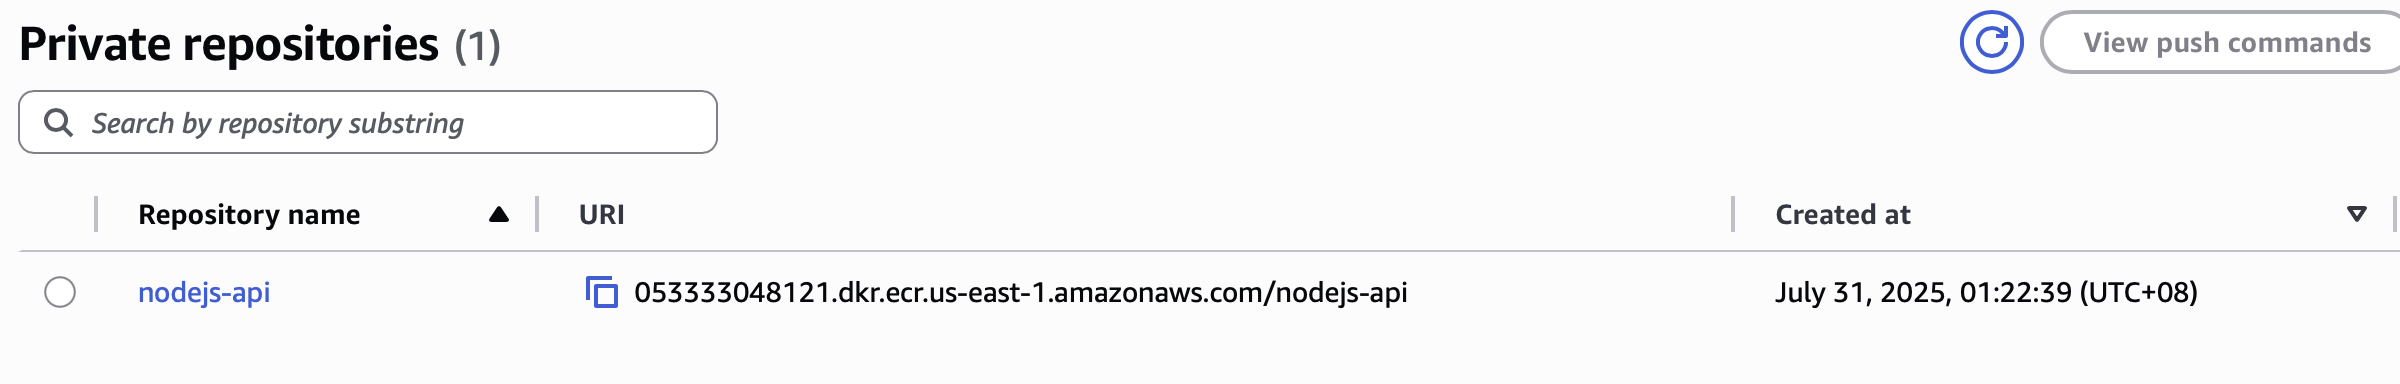 Private repositories (1)
View push commands
Search by repository substring
Repository name
URI
Created at
nodejs-api
053333048121.dkr.ecr.us-east-1.amazonaws.com/nodejs-api
July 31, 2025, 01:22:39 (UTC+08)